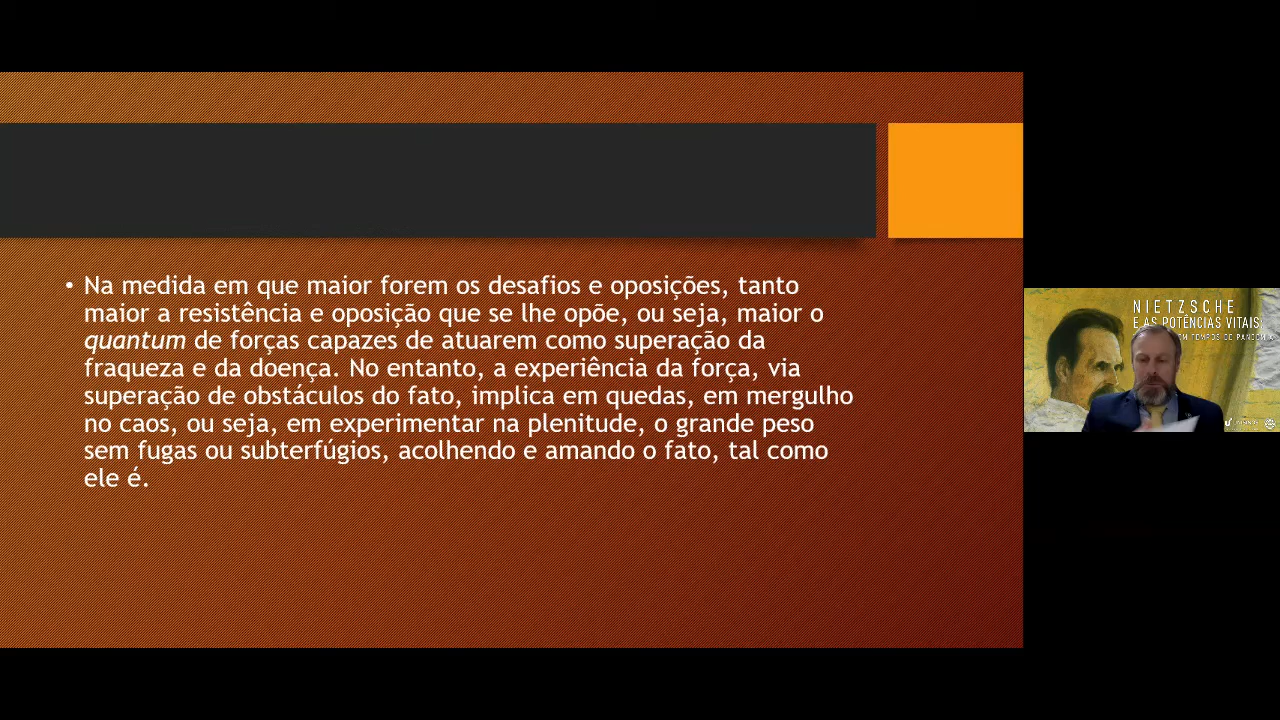 • Na medida em que maior forem os desafios e oposições, tanto
maior a resistência e oposição que se lhe opõe, ou seja, maior o
quantum de forças capazes de atuarem como superação da
fraqueza e da doença. No entanto, a experiência da força, via
superação de obstáculos do fato, implica em quedas, em mergulho
no caos, ou seja, em experimentar na plenitude, o grande peso
sem fugas ou subterfúgios, acolhendo e amando o fato, tal como
ele é.
NIETZSCHE
E AS POTÊNCIAS VITAIS
EM TEMPOS DE PANDEMIA